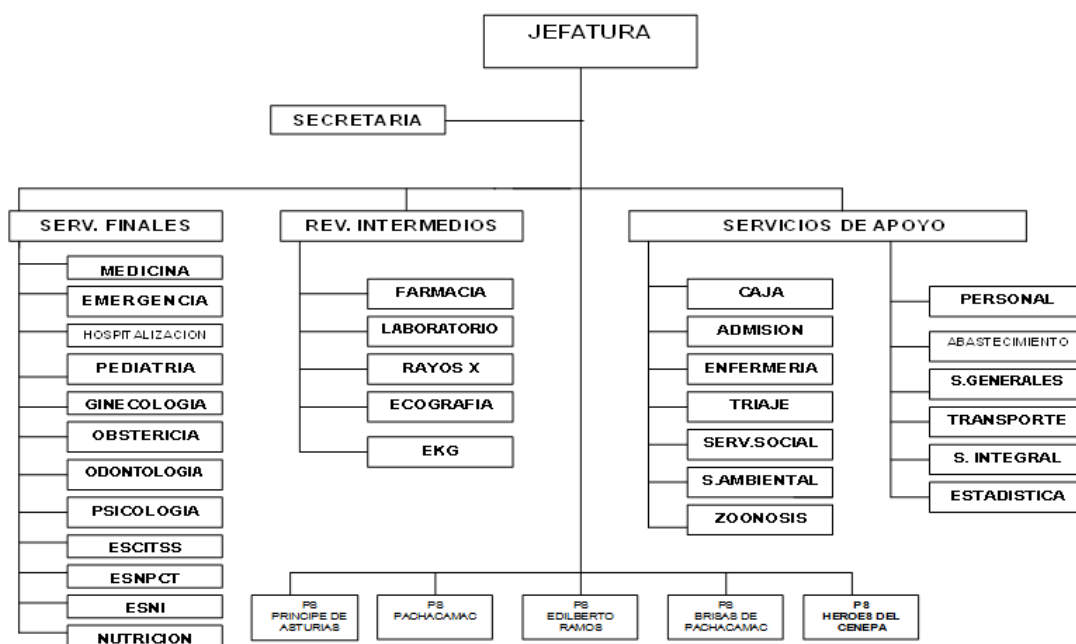 JEFATURA
SECRETARIA
SERV. FINALES
REV. INTERMEDIOS
SERVICIOS DE APOYO
MEDICINA
EMERGENCIA
HOSPITALIZACION
PEDIATRIA
GINECOLOGIA
OBSTERICIA
ODONTOLOGIA
PSICOLOGIA
ESCITSS
ESNPCT
ESNI
NUTRICION
FARMACIA
LABORATORIO
RAYOS X
ECOGRAFIA
EKG
CAJA
ADMISION
ENFERMERIA
TRIAJE
SERV.SOCIAL
S.AMBIENTAL
ZOONOSIS
PERSONAL
ABASTECIMIENTO
S.GENERALES
TRANSPORTE
S. INTEGRAL
ESTADISTICA
PS
PRINCIPE DE
ASTURIAS
PS
PACHACAMAC
PS
EDILBERTO
RAMOS
PS
BRISAS DE
PACHACAMAC
PS
HEROES DEL
CENEPA